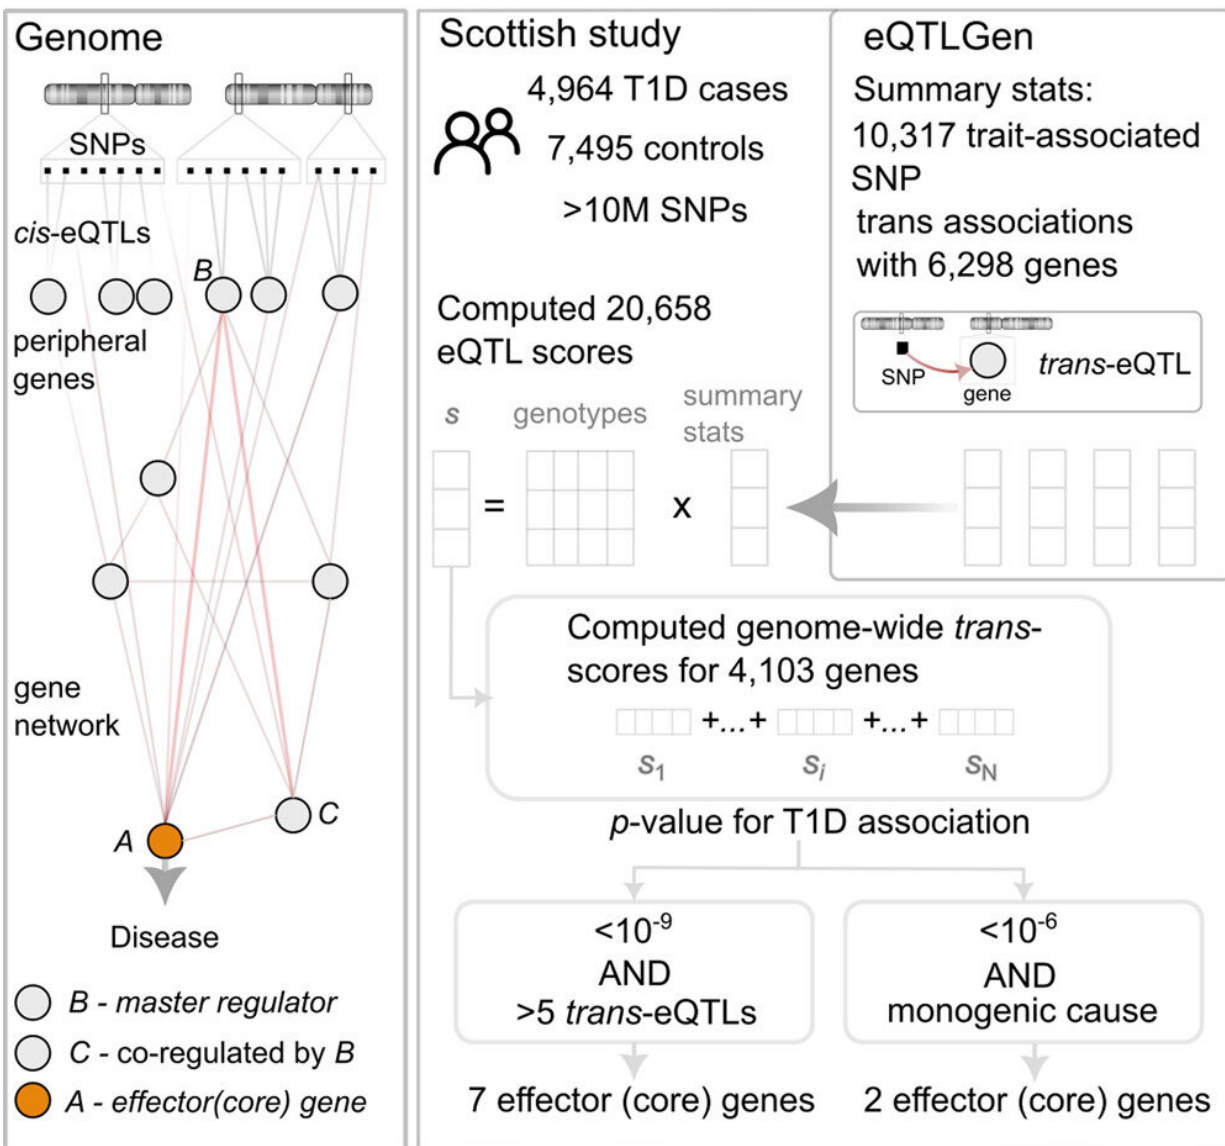 Genome
SNPs
cis-eQTLs
B
peripheral
genes
gene
network
A
C
Disease
B - master regulator
C - co-regulated by B
A - effector(core) gene
Scottish study
4,964 T1D cases
7,495 controls
>10M SNPs
Computed 20,658
eQTL scores
s
genotypes
summary
stats
=
x
eQTLGen
Summary stats:
10,317 trait-associated
SNP
trans associations
with 6,298 genes
SNP
gene
trans-eQTL
Computed genome-wide trans-
scores for 4,103 genes
+...+ +...+
S₁ Sᵢ S_N
p-value for T1D association
<10⁻⁹
AND
>5 trans-eQTLs
7 effector (core) genes
<10⁻⁶
AND
monogenic cause
2 effector (core) genes